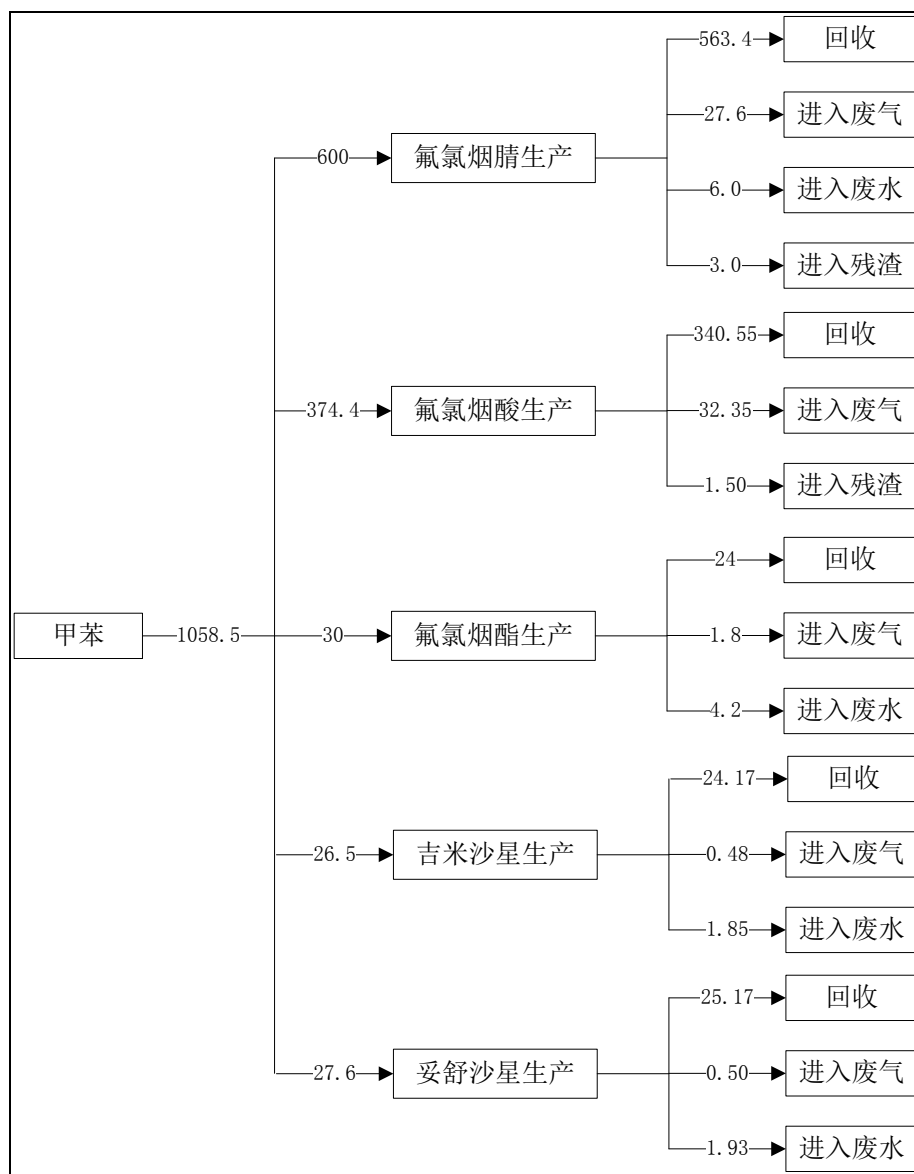 563.4 回收
27.6 进入废气
600 氟氯烟腈生产
6.0 进入废水
3.0 进入残渣
340.55 回收
374.4 氟氯烟酸生产 32.35 进入废气
1.50 进入残渣
24 回收
甲苯 1058.5 30 氟氯烟酯生产 1.8 进入废气
4.2 进入废水
24.17 回收
26.5 吉米沙星生产 0.48 进入废气
1.85 进入废水
25.17 回收
27.6 妥舒沙星生产 0.50 进入废气
1.93 进入废水